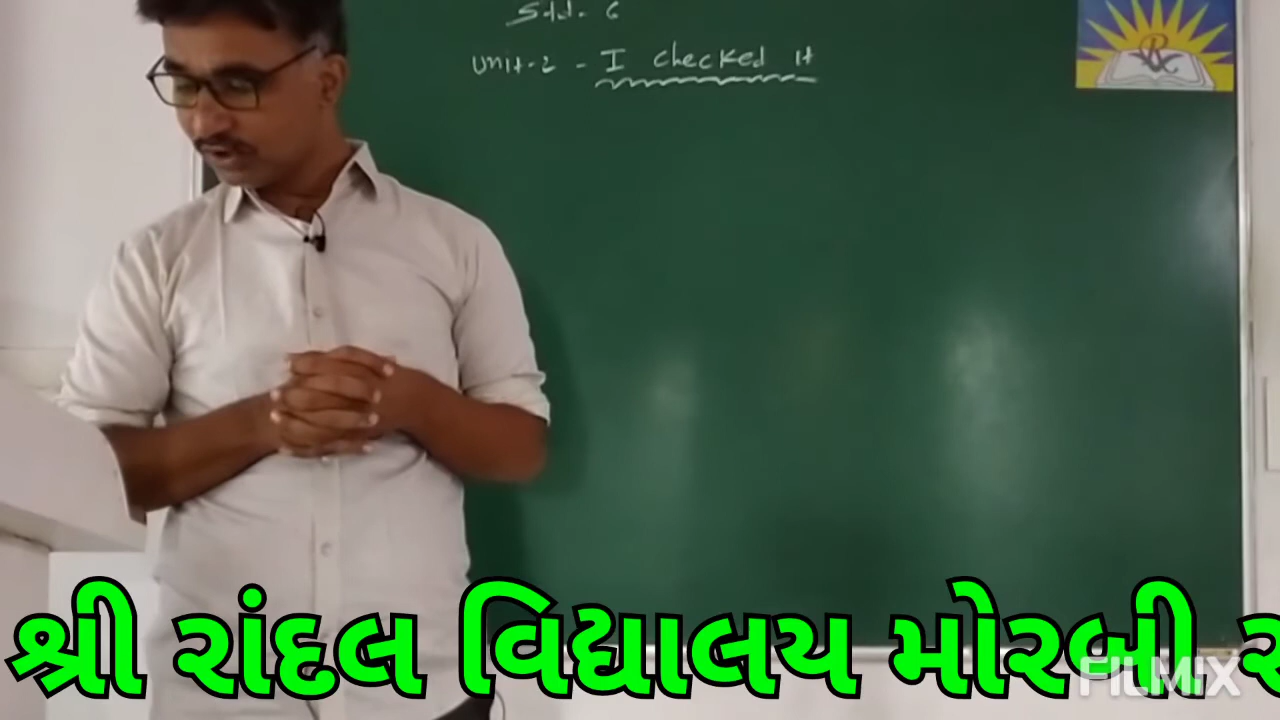 Std- 6
Unit-2 - I checked it
શ્રી રાંદલ વિદ્યાલય મોરબી
FILMIX